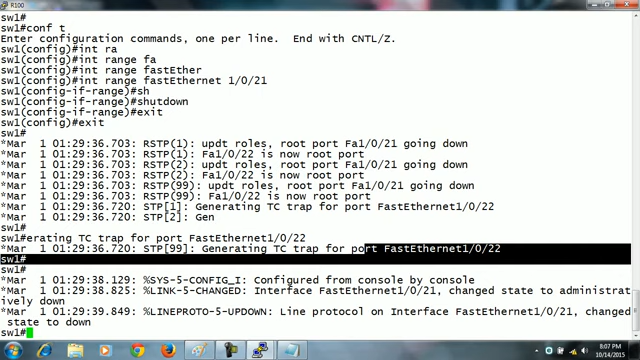 R100
sw1#
sw1#conf t
Enter configuration commands, one per line.  End with CNTL/Z.
sw1(config)#int ra
sw1(config)#int range fa
sw1(config)#int range fastEther
sw1(config)#int range fastEthernet 1/0/21
sw1(config-if-range)#sh
sw1(config-if-range)#shutdown
sw1(config-if-range)#exit
sw1(config)#exit
sw1#
*Mar  1 01:29:36.703: RSTP(1): updt roles, root port Fa1/0/21 going down
*Mar  1 01:29:36.703: RSTP(1): Fa1/0/22 is now root port
*Mar  1 01:29:36.703: RSTP(2): updt roles, root port Fa1/0/21 going down
*Mar  1 01:29:36.703: RSTP(2): Fa1/0/22 is now root port
*Mar  1 01:29:36.703: RSTP(99): updt roles, root port Fa1/0/21 going down
*Mar  1 01:29:36.703: RSTP(99): Fa1/0/22 is now root port
*Mar  1 01:29:36.720: STP[1]: Generating TC trap for port FastEthernet1/0/22
*Mar  1 01:29:36.720: STP[2]: Gen
sw1#erating TC trap for port FastEthernet1/0/22
*Mar  1 01:29:36.720: STP[99]: Generating TC trap for port FastEthernet1/0/22
sw1#
sw1#
*Mar  1 01:29:38.129: %SYS-5-CONFIG_I: Configured from console by console
*Mar  1 01:29:38.825: %LINK-5-CHANGED: Interface FastEthernet1/0/21, changed state to administrat
ively down
*Mar  1 01:29:39.849: %LINEPROTO-5-UPDOWN: Line protocol on Interface FastEthernet1/0/21, changed
state to down
sw1#
8:07 PM
10/14/2015